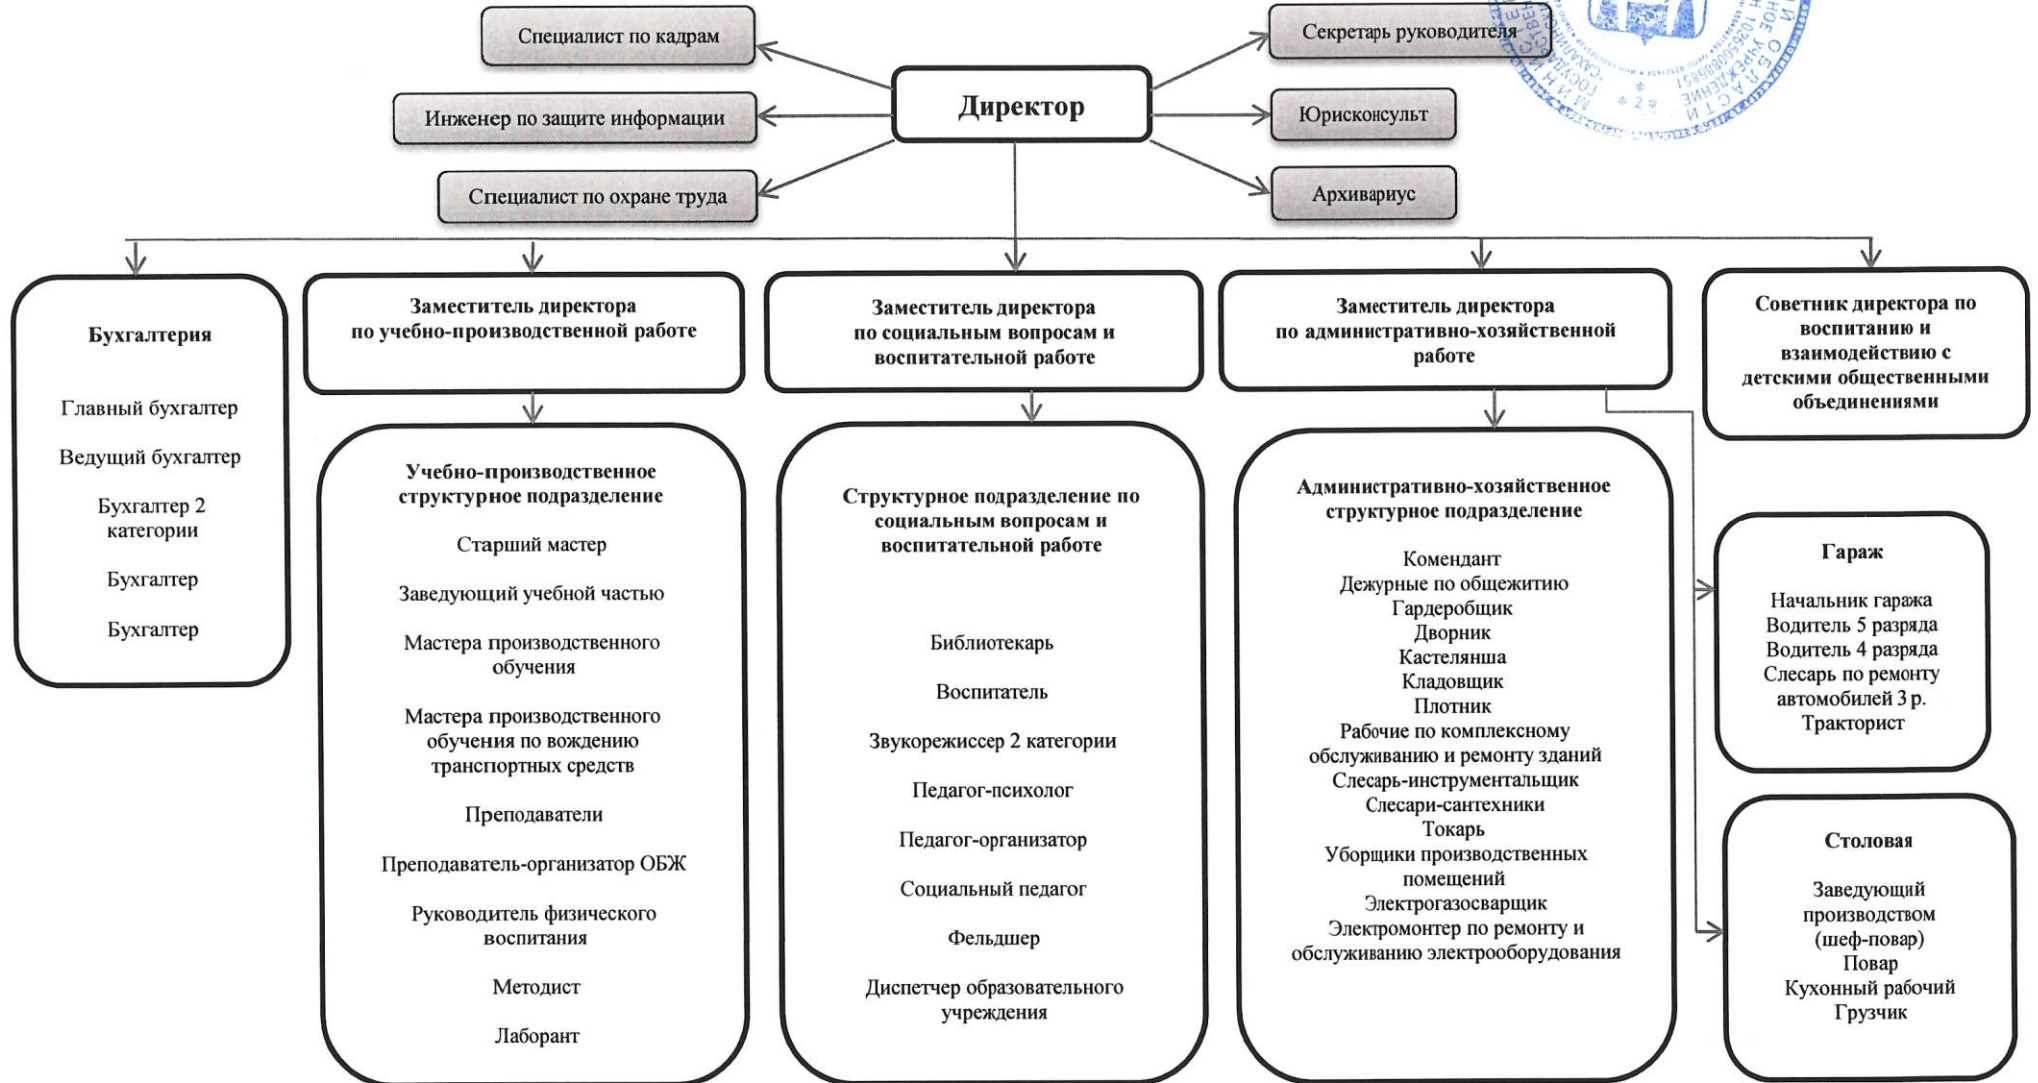 Специалист по кадрам
Секретарь руководителя
Директор
Инженер по защите информации
Юрисконсульт
Специалист по охране труда
Архивариус
Бухгалтерия
Главный бухгалтер
Ведущий бухгалтер
Бухгалтер 2
категории
Бухгалтер
Бухгалтер
Заместитель директора
по учебно-производственной работе
Учебно-производственное
структурное подразделение
Старший мастер
Заведующий учебной частью
Мастера производственного
обучения
Мастера производственного
обучения по вождению
транспортных средств
Преподаватели
Преподаватель-организатор ОБЖ
Руководитель физического
воспитания
Методист
Лаборант
Заместитель директора
по социальным вопросам и
воспитательной работе
Структурное подразделение по
социальным вопросам и
воспитательной работе
Библиотекарь
Воспитатель
Звукорежиссер 2 категории
Педагог-психолог
Педагог-организатор
Социальный педагог
Фельдшер
Диспетчер образовательного
учреждения
Заместитель директора
по административно-хозяйственной
работе
Административно-хозяйственное
структурное подразделение
Комендант
Дежурные по общежитию
Гардеробщик
Дворник
Кастелянша
Кладовщик
Плотник
Рабочие по комплексному
обслуживанию и ремонту зданий
Слесарь-инструментальщик
Слесари-сантехники
Токарь
Уборщики производственных
помещений
Электрогазосварщик
Электромонтер по ремонту и
обслуживанию электрооборудования
Советник директора по
воспитанию и
взаимодействию с
детскими общественными
объединениями
Гараж
Начальник гаража
Водитель 5 разряда
Водитель 4 разряда
Слесарь по ремонту
автомобилей 3 р.
Тракторист
Столовая
Заведующий
производством
(шеф-повар)
Повар
Кухонный рабочий
Грузчик